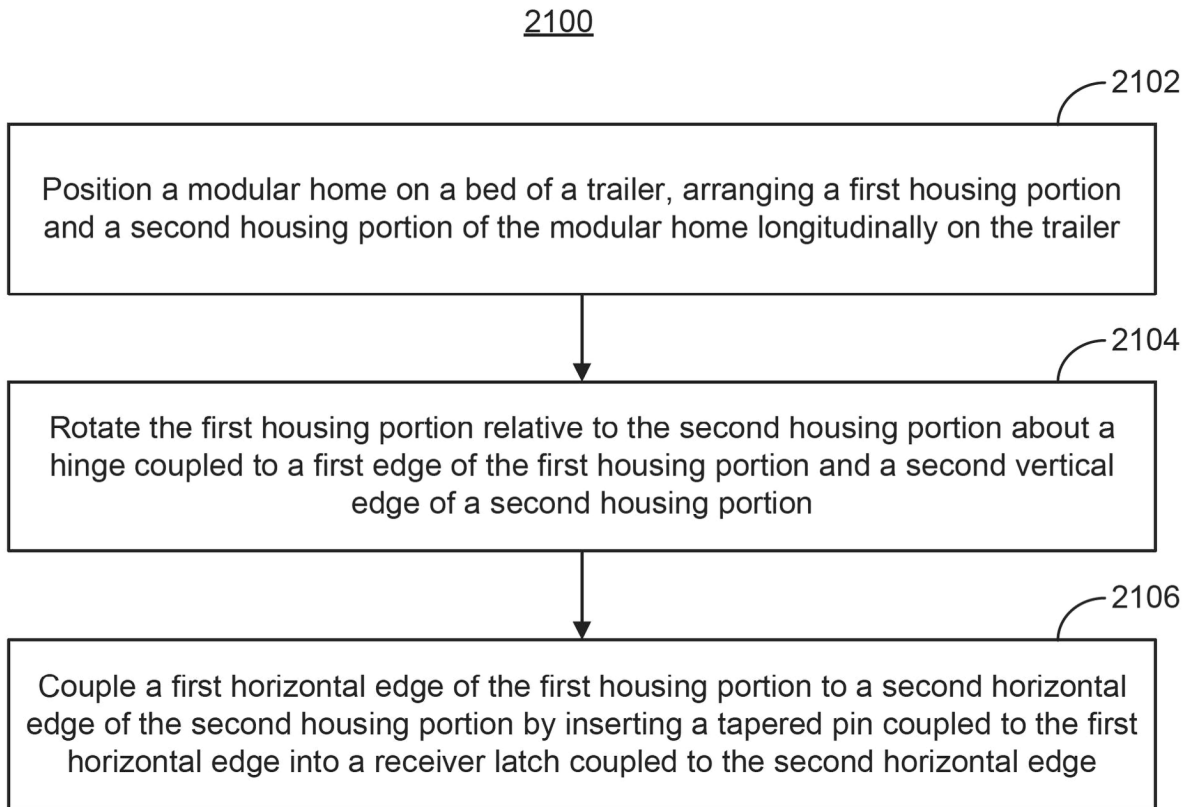 2100
2102
Position a modular home on a bed of a trailer, arranging a first housing portion
and a second housing portion of the modular home longitudinally on the trailer
2104
Rotate the first housing portion relative to the second housing portion about a
hinge coupled to a first edge of the first housing portion and a second vertical
edge of a second housing portion
2106
Couple a first horizontal edge of the first housing portion to a second horizontal
edge of the second housing portion by inserting a tapered pin coupled to the first
horizontal edge into a receiver latch coupled to the second horizontal edge